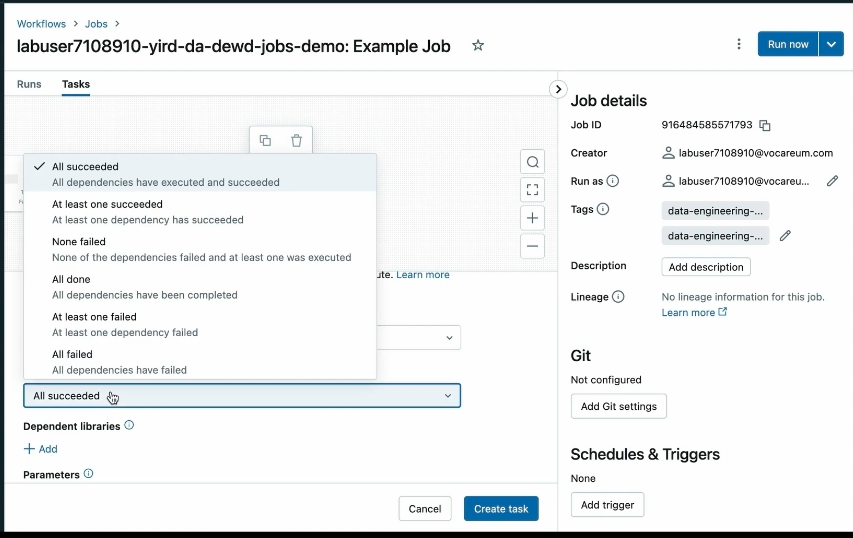 Workflows > Jobs >
labuser7108910-yird-da-dewd-jobs-demo: Example Job
Run now
Runs Tasks
All succeeded
All dependencies have executed and succeeded
At least one succeeded
At least one dependency has succeeded
None failed
None of the dependencies failed and at least one was executed
All done
All dependencies have been completed
At least one failed
At least one dependency failed
All failed
All dependencies have failed
ute. Learn more
All succeeded
Dependent libraries
+ Add
Parameters
Cancel Create task
Job details
Job ID 916484585571793
Creator labuser7108910@vocareum.com
Run as labuser7108910@vocareu...
Tags data-engineering-...
data-engineering-...
Description Add description
Lineage No lineage information for this job.
Learn more
Git
Not configured
Add Git settings
Schedules & Triggers
None
Add trigger